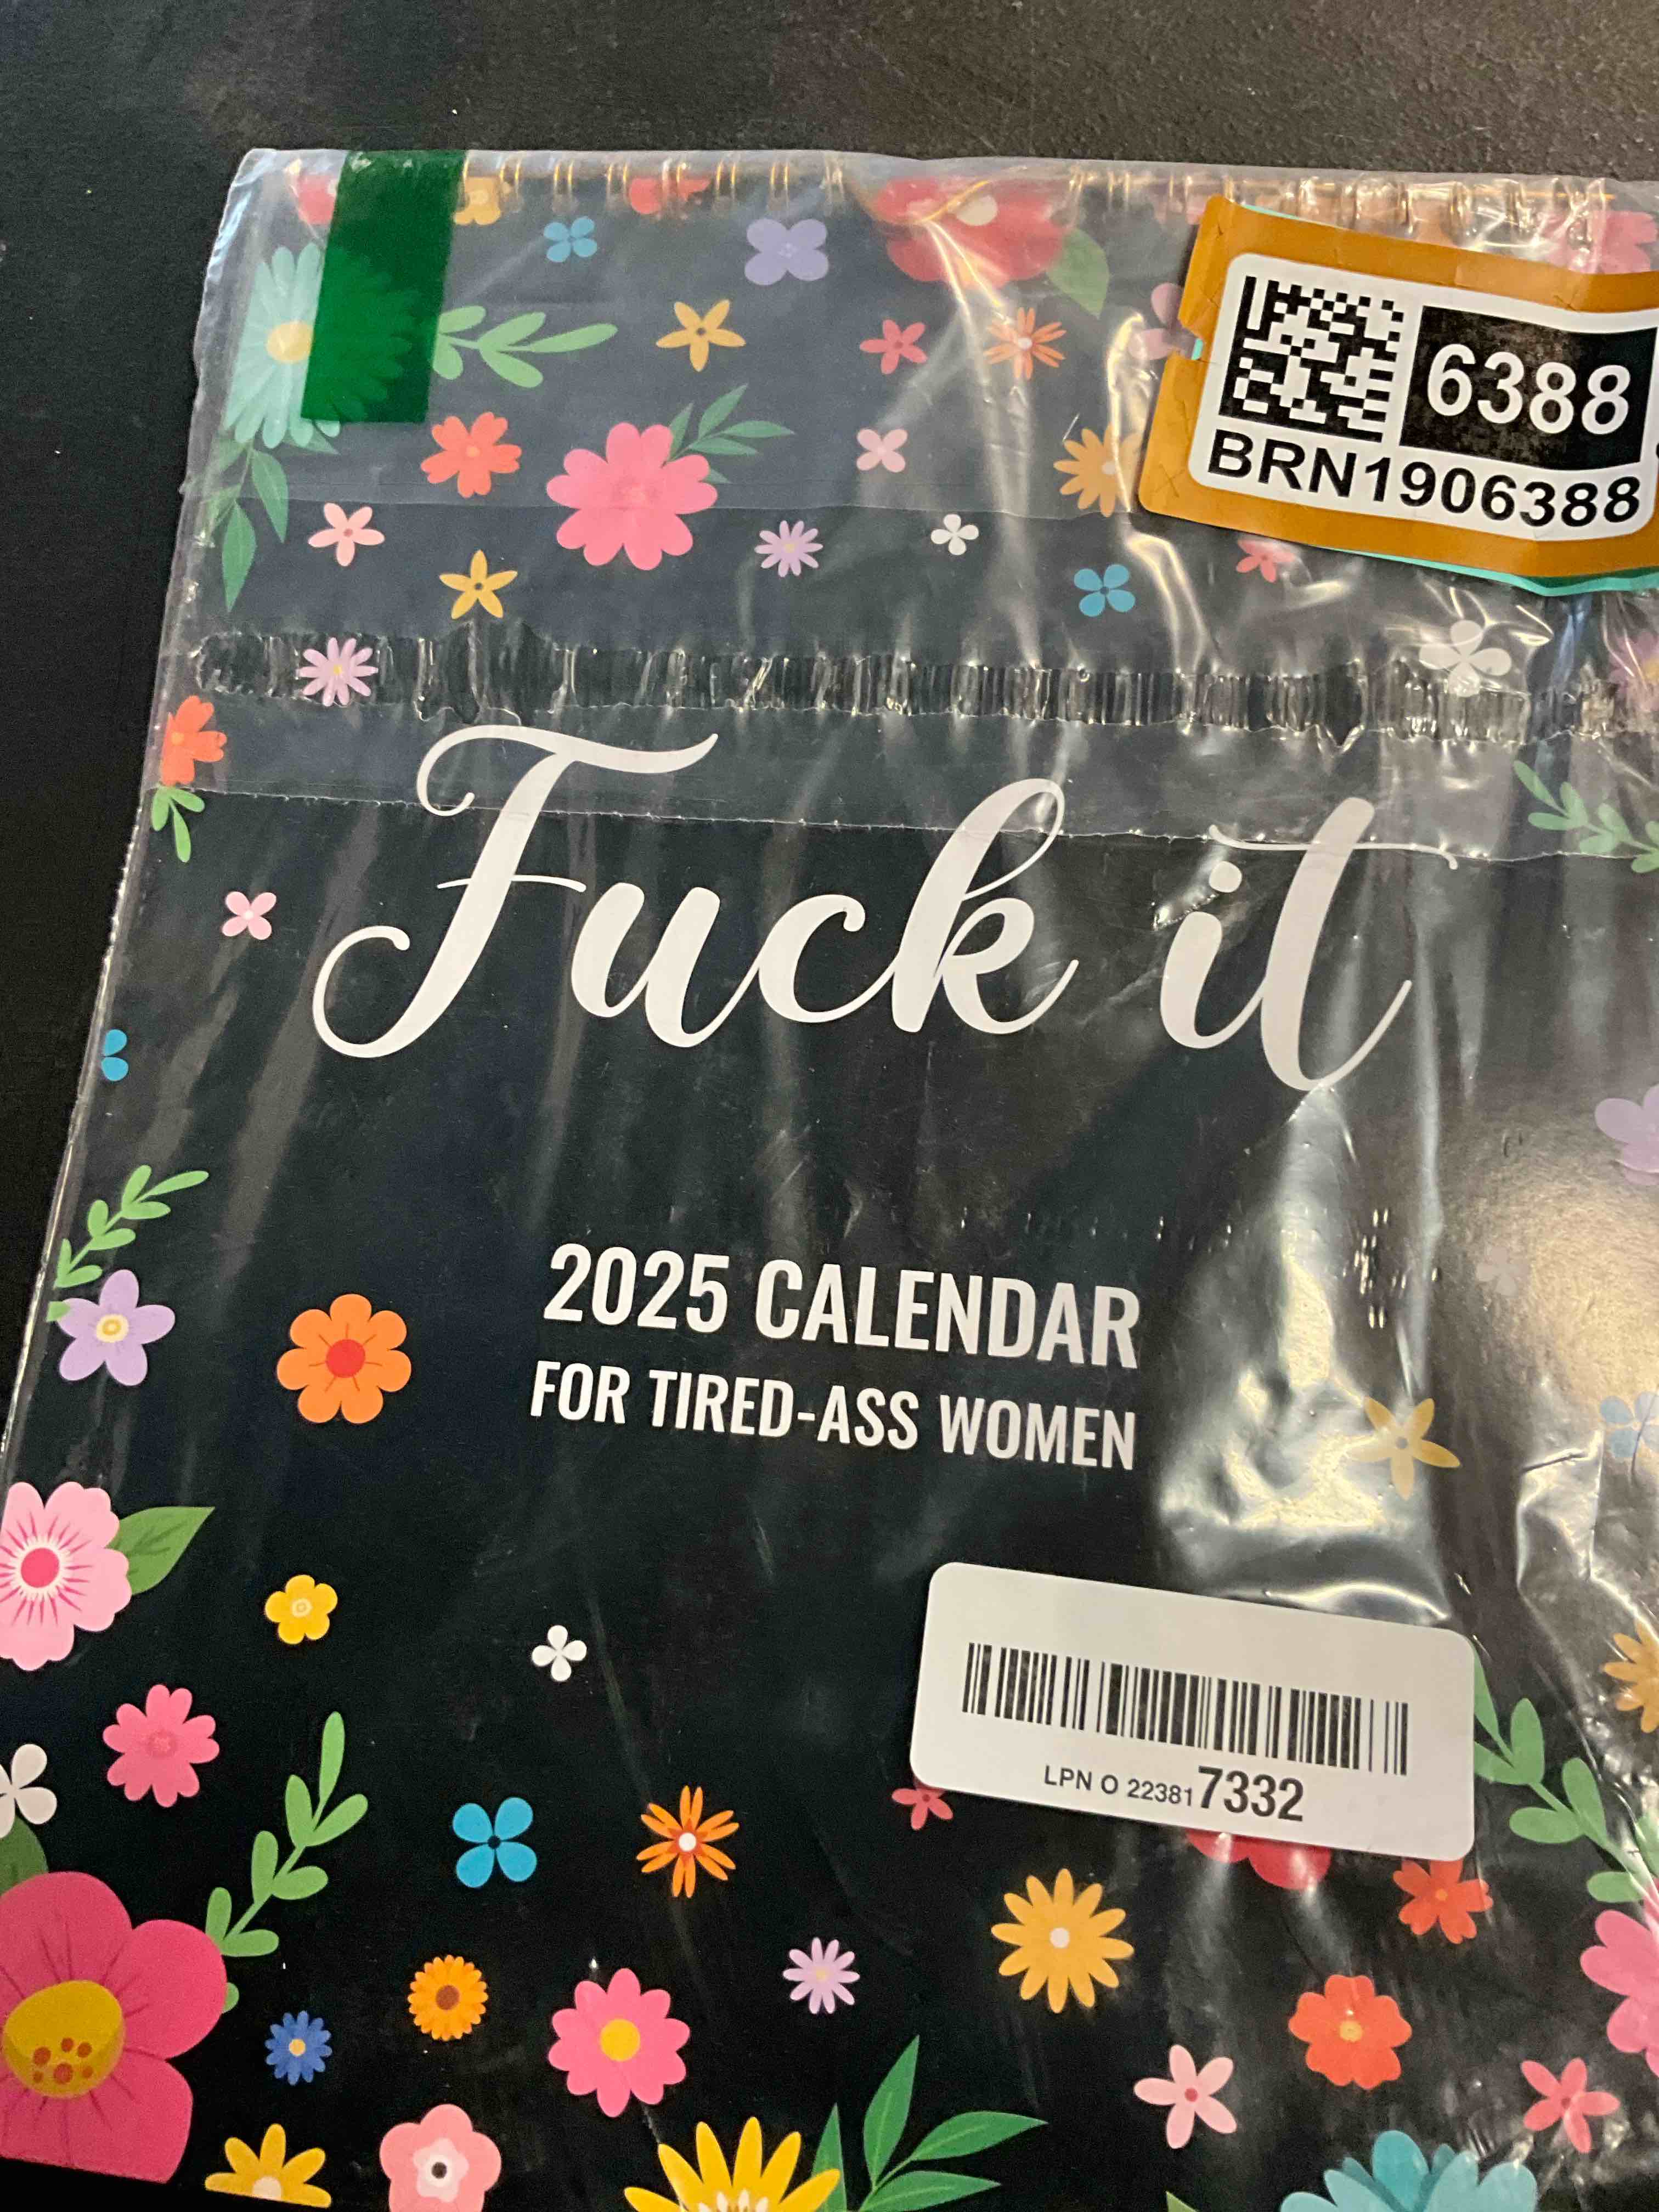 6388
BRN1906388
Fuck it
2025 CALENDAR
FOR TIRED-ASS WOMEN
LPN O 223817332